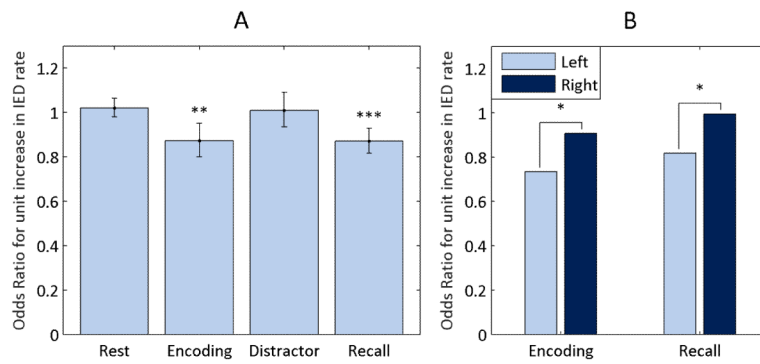 A
Odds Ratio for unit increase in IED rate
1.2
1
0.8
0.6
0.4
0.2
0
**
***
Rest Encoding Distractor Recall
B
Odds Ratio for unit increase in IED rate
1.2
1
0.8
0.6
0.4
0.2
0
Left
Right
*
*
Encoding Recall